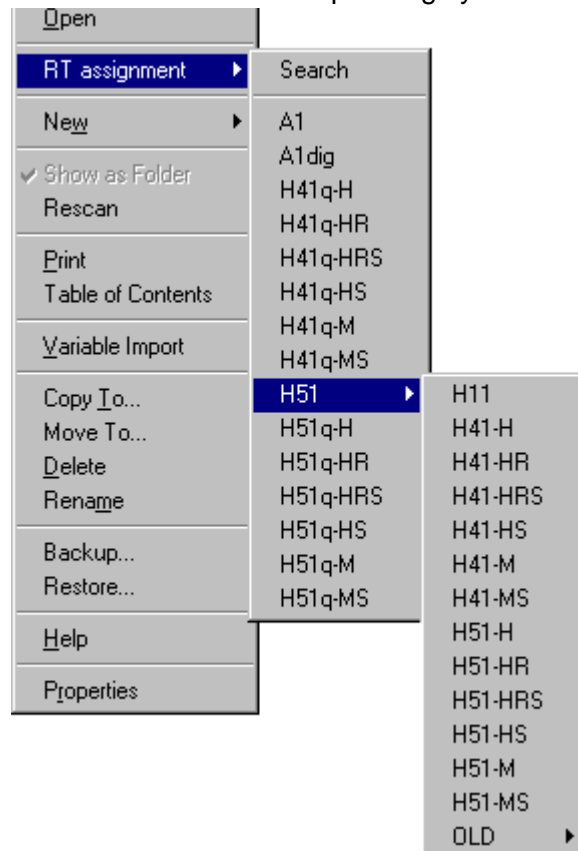 Open
RT assignment
New
Show as Folder
Rescan
Print
Table of Contents
Variable Import
Copy To...
Move To...
Delete
Rename
Backup...
Restore...
Help
Properties
Search
A1
A1dig
H41q-H
H41q-HR
H41q-HRS
H41q-HS
H41q-M
H41q-MS
H51
H51q-H
H51q-HR
H51q-HRS
H51q-HS
H51q-M
H51q-MS
H11
H41-H
H41-HR
H41-HRS
H41-HS
H41-M
H41-MS
H51-H
H51-HR
H51-HRS
H51-HS
H51-M
H51-MS
OLD